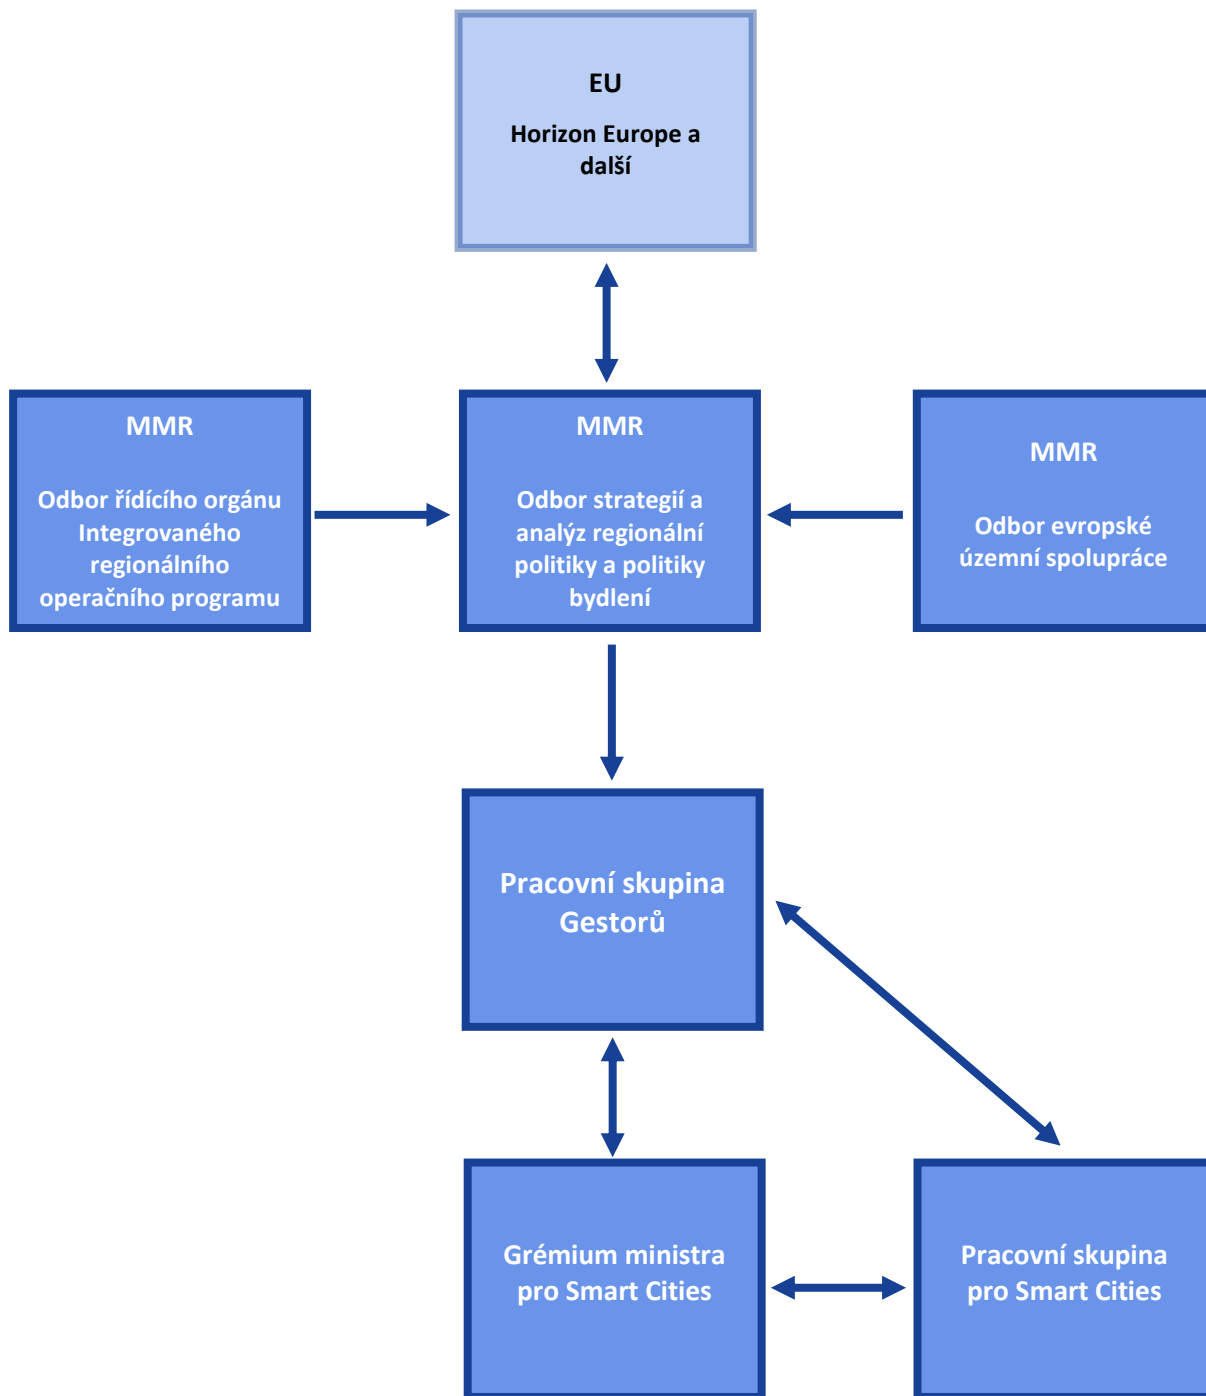 EU
Horizon Europe a
další
MMR
Odbor řídícího orgánu
Integrovaného
regionálního
operačního programu
MMR
Odbor strategií a
analýz regionální
politiky a politiky
bydlení
MMR
Odbor evropské
územní spolupráce
Pracovní skupina
Gestorů
Grémium ministra
pro Smart Cities
Pracovní skupina
pro Smart Cities